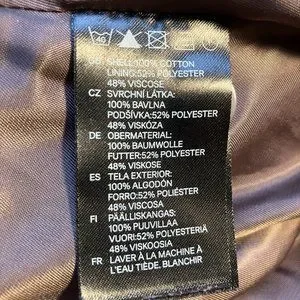 40
GB SHELL:100% COTTON
LINING:52% POLYESTER
48% VISCOSE
CZ SVRCHNÍ LÁTKA:
100% BAVLNA
PODŠÍVKA:52% POLYESTER
48% VISKÓZA
DE OBERMATERIAL:
100% BAUMWOLLE
FUTTER:52% POLYESTER
48% VISKOSE
ES TELA EXTERIOR:
100% ALGODÓN
FORRO:52% POLIÉSTER
48% VISCOSA
FI PÄÄLLISKANGAS:
100% PUUVILLAA
VUORI:52% POLYESTERIÄ
48% VISKOOSIA
FR LAVER À LA MACHINE À
L'EAU TIÈDE. BLANCHIR